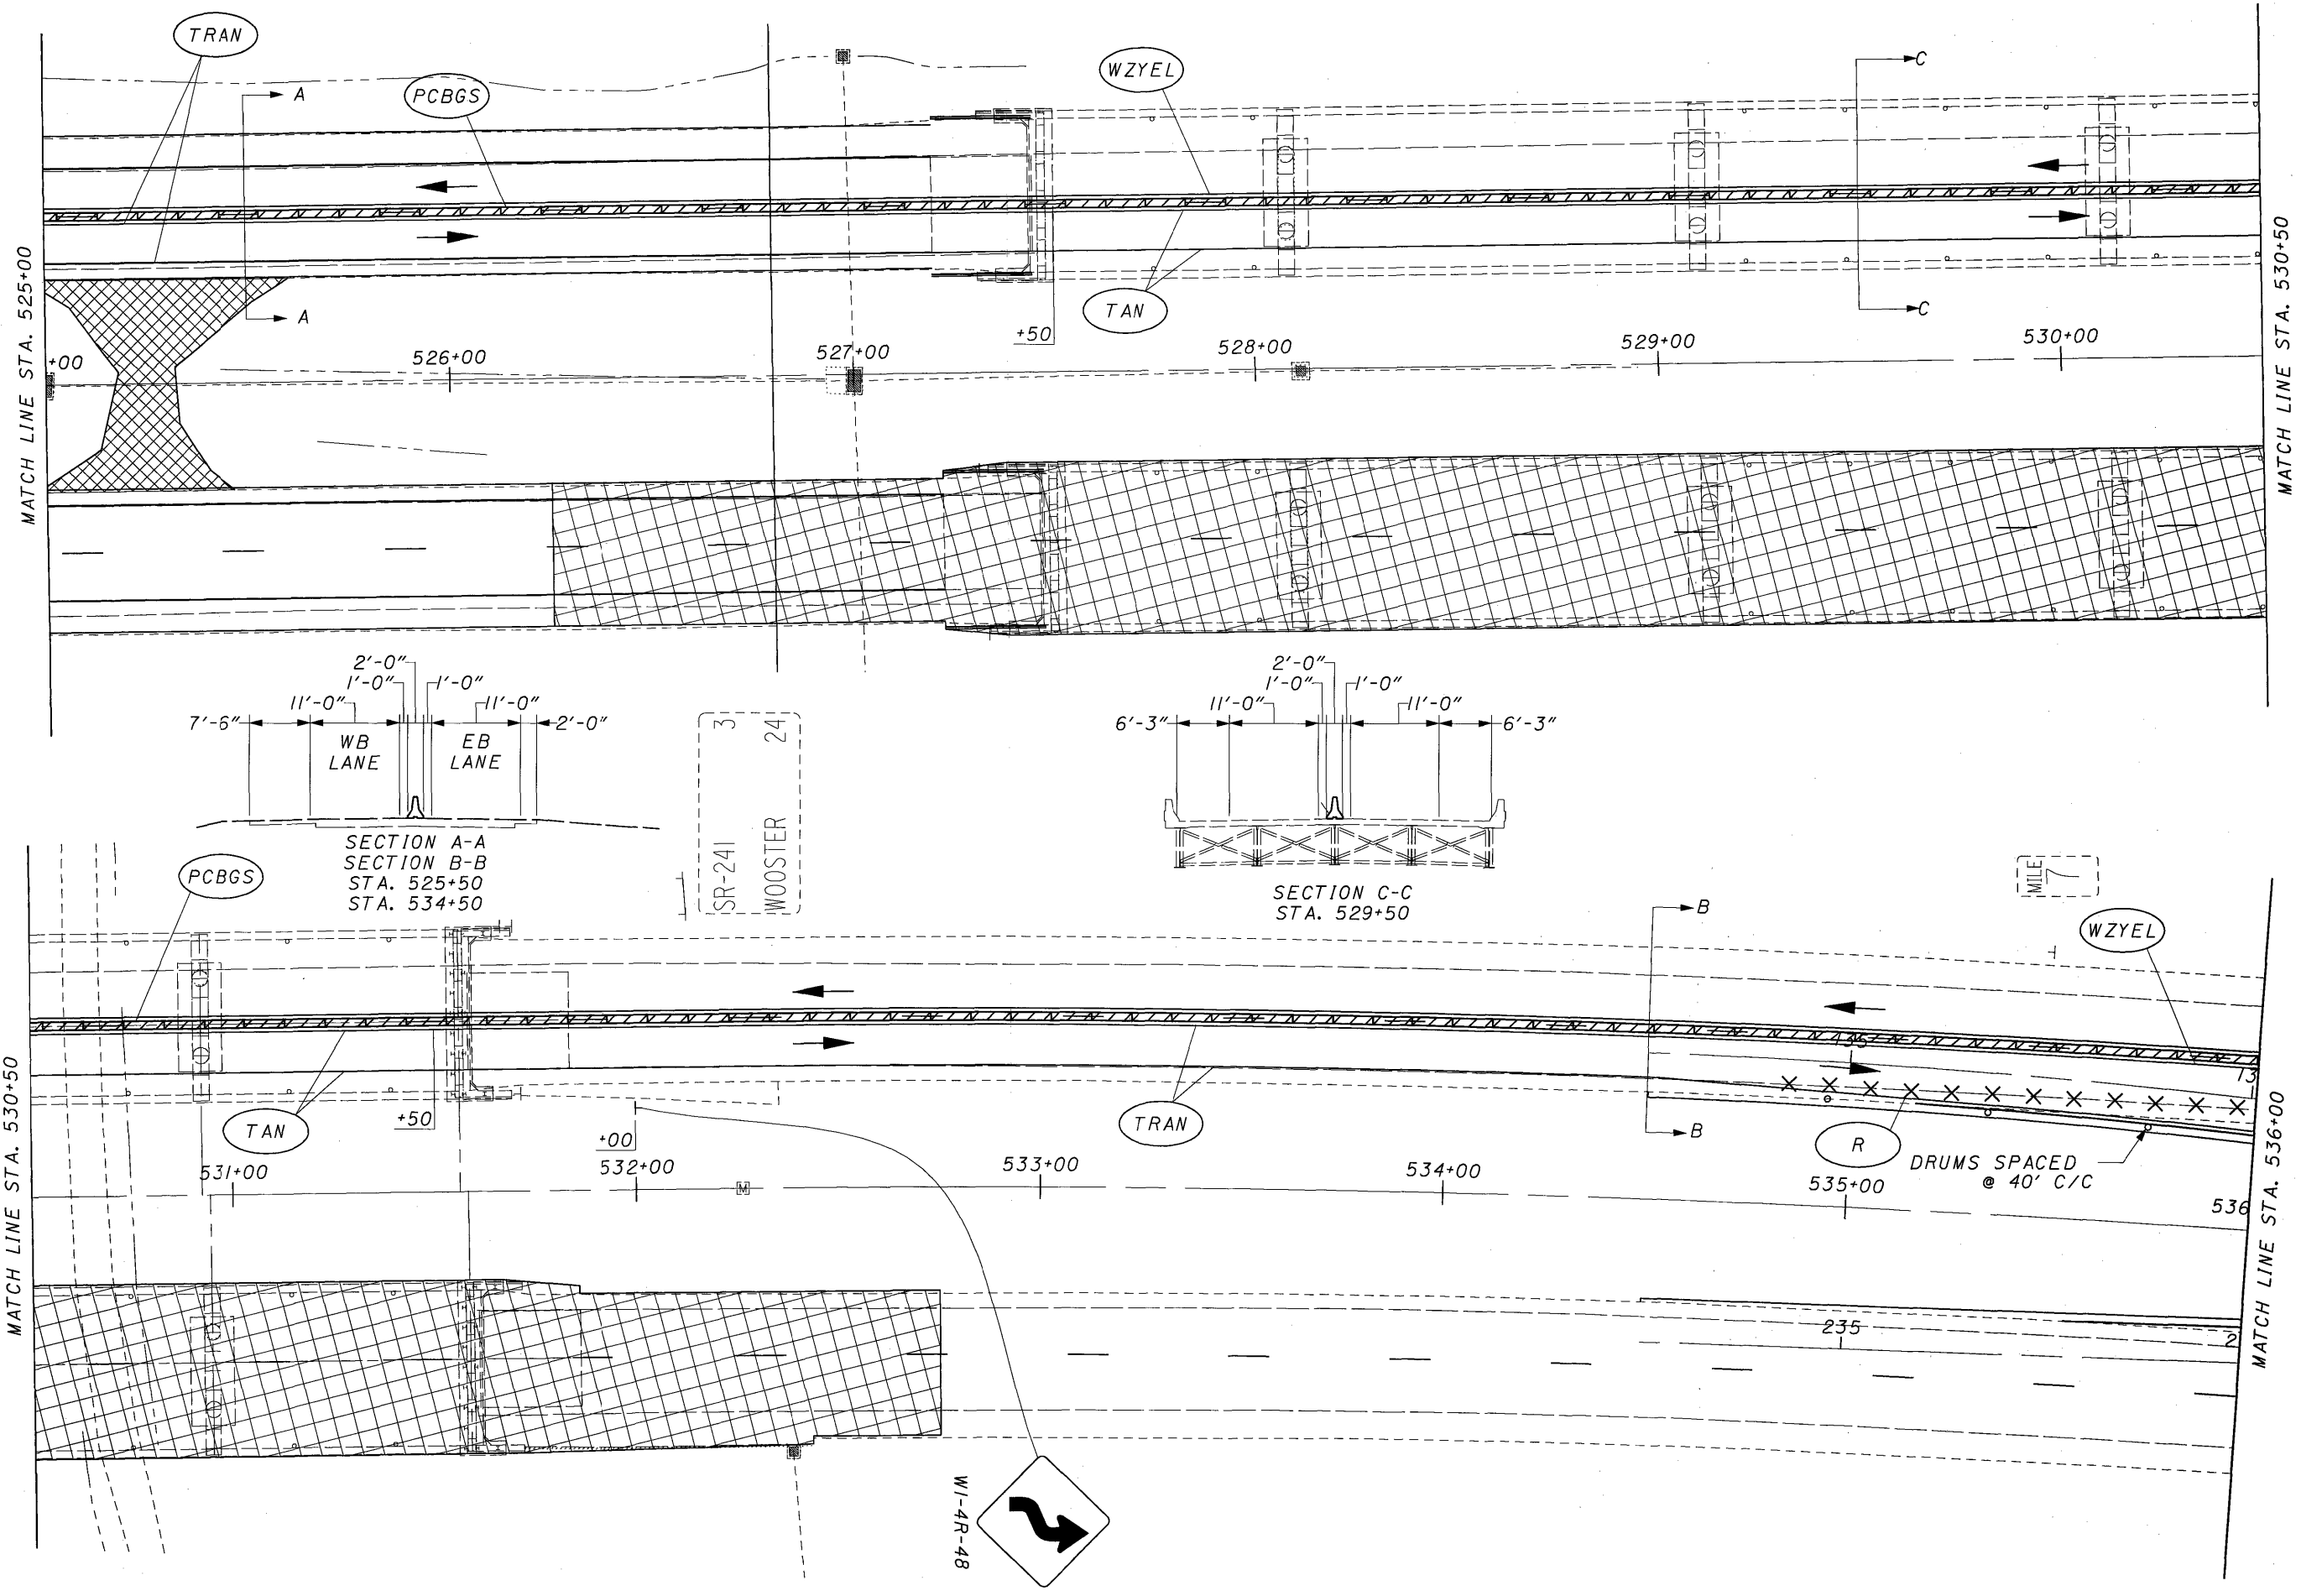 TRAN
PCBGS
WZYEL
A
C
MATCH LINE STA. 525+00
MATCH LINE STA. 530+50
A
TAN
C
+50
+00
526+00
527+00
528+00
529+00
530+00
2'-0"
1'-0"
1'-0"
11'-0"
11'-0"
7'-6"
2'-0"
WB LANE
EB LANE
SECTION A-A
SECTION B-B
STA. 525+50
STA. 534+50
SR-241 3
WOOSTER 24
2'-0"
1'-0"
1'-0"
11'-0"
11'-0"
6'-3"
6'-3"
SECTION C-C
STA. 529+50
MILE
7
PCBGS
B
WZYEL
MATCH LINE STA. 530+50
MATCH LINE STA. 536+00
135
13
TAN
+50
+00
TRAN
B
R
DRUMS SPACED
@ 40' C/C
531+00
532+00
M
533+00
534+00
535+00
536
235
2
W1-4R-48